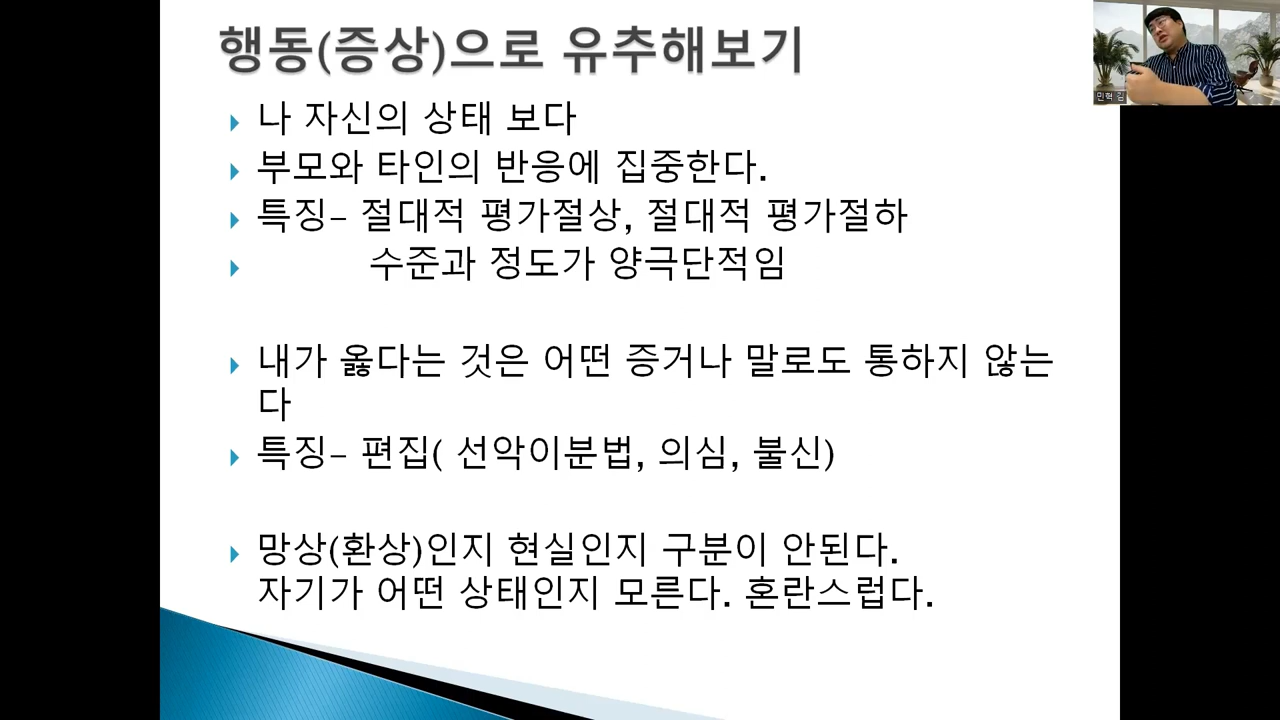 행동(증상)으로 유추해보기
나 자신의 상태 보다
부모와 타인의 반응에 집중한다.
특징– 절대적 평가절상, 절대적 평가절하
수준과 정도가 양극단적임
내가 옳다는 것은 어떤 증거나 말로도 통하지 않는
다
특징– 편집( 선악이분법, 의심, 불신)
망상(환상)인지 현실인지 구분이 안된다.
자기가 어떤 상태인지 모른다. 혼란스럽다.
민혁 김